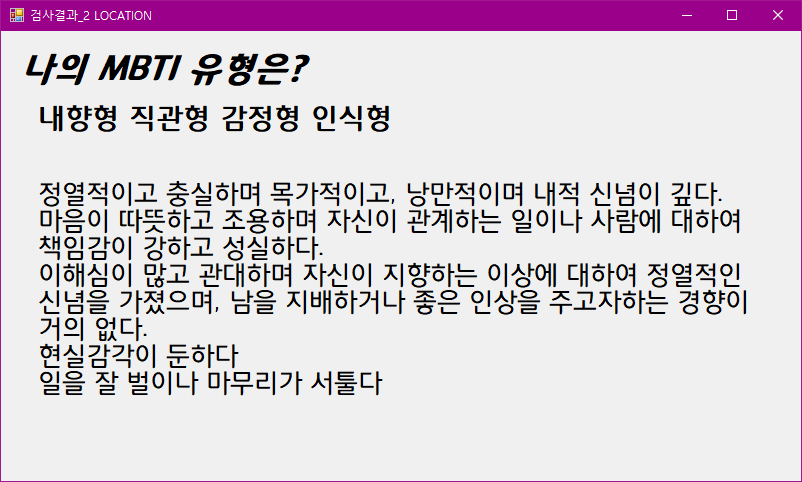 검사결과_2 LOCATION
나의 MBTI 유형은?
내향형 직관형 감정형 인식형
정열적이고 충실하며 목가적이고, 낭만적이며 내적 신념이 깊다.
마음이 따뜻하고 조용하며 자신이 관계하는 일이나 사람에 대하여
책임감이 강하고 성실하다.
이해심이 많고 관대하며 자신이 지향하는 이상에 대하여 정열적인
신념을 가졌으며, 남을 지배하거나 좋은 인상을 주고자하는 경향이
거의 없다.
현실감각이 둔하다
일을 잘 벌이나 마무리가 서툴다